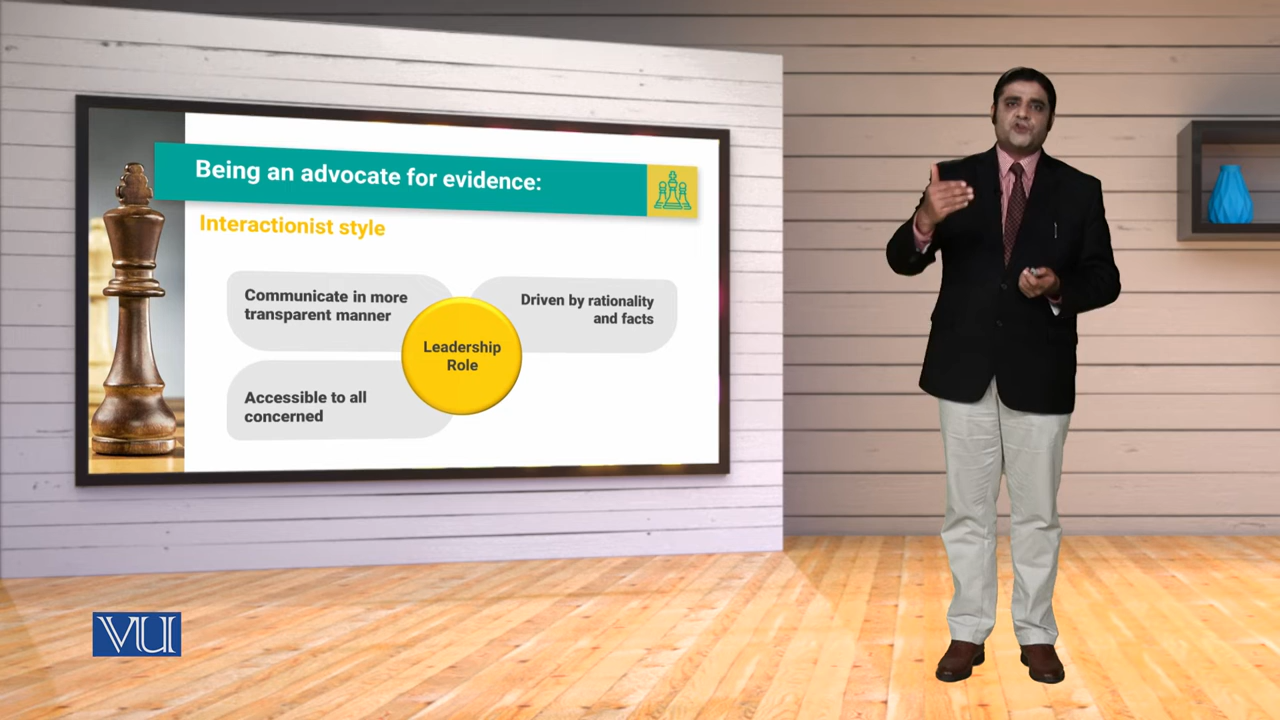 Being an advocate for evidence:
Interactionist style
Communicate in more
transparent manner
Driven by rationality
and facts
Leadership
Role
Accessible to all
concerned
VU